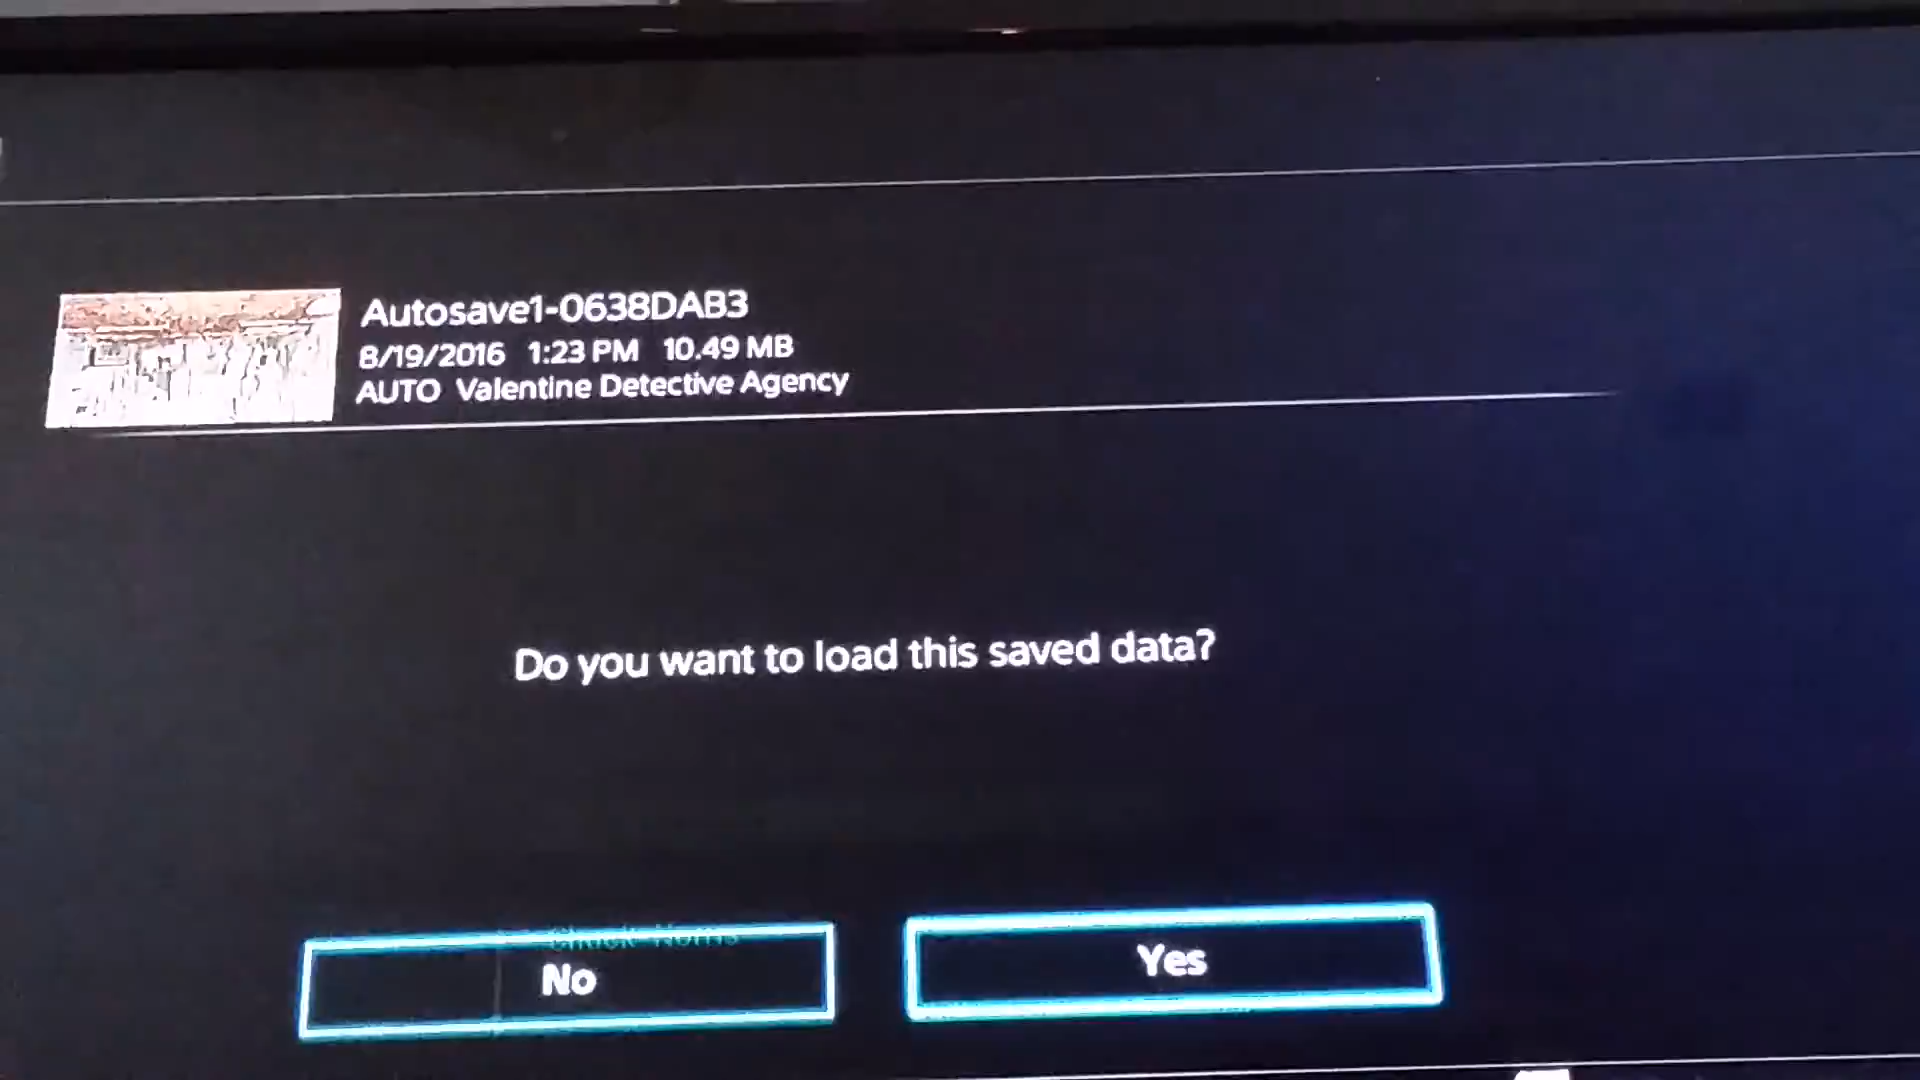 Autosave1-0638DAB3
8/19/2016 1:23 PM 10.49 MB
AUTO Valentine Detective Agency
Do you want to load this saved data?
No
Yes